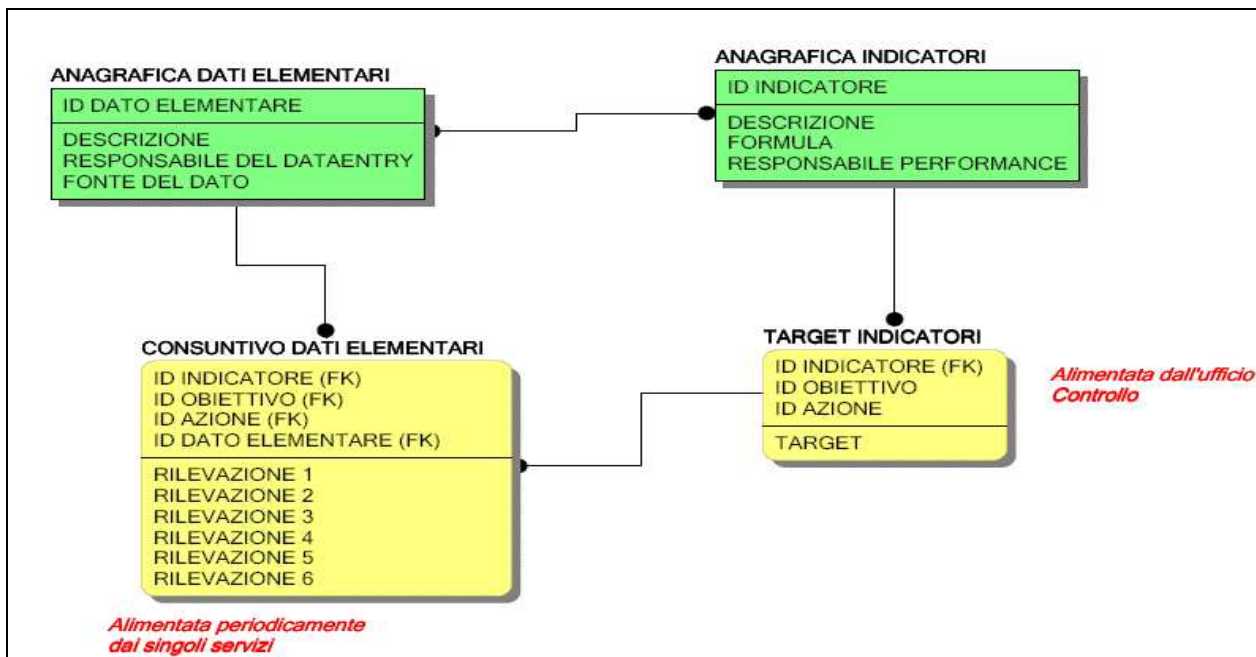 ANAGRAFICA DATI ELEMENTARI
ID DATO ELEMENTARE
DESCRIZIONE
RESPONSABILE DEL DATAENTRY
FONTE DEL DATO
ANAGRAFICA INDICATORI
ID INDICATORE
DESCRIZIONE
FORMULA
RESPONSABILE PERFORMANCE
CONSUNTIVO DATI ELEMENTARI
ID INDICATORE (FK)
ID OBIETTIVO (FK)
ID AZIONE (FK)
ID DATO ELEMENTARE (FK)
RILEVAZIONE 1
RILEVAZIONE 2
RILEVAZIONE 3
RILEVAZIONE 4
RILEVAZIONE 5
RILEVAZIONE 6
Alimentata periodicamente
dai singoli servizi
TARGET INDICATORI
ID INDICATORE (FK)
ID OBIETTIVO
ID AZIONE
TARGET
Alimentata dall'ufficio
Controllo